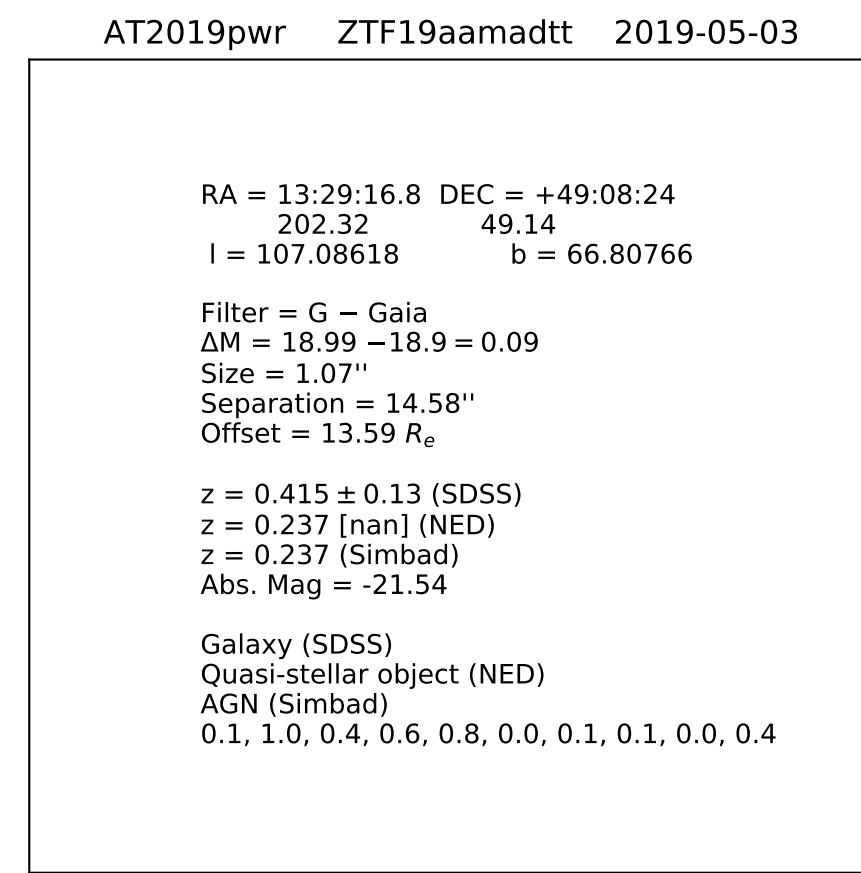 AT2019pwr ZTF19aamadtt 2019-05-03
RA = 13:29:16.8 DEC = +49:08:24
202.32 49.14
l = 107.08618 b = 66.80766
Filter = G − Gaia
ΔM = 18.99 −18.9 = 0.09
Size = 1.07''
Separation = 14.58''
Offset = 13.59 Re
z = 0.415 ± 0.13 (SDSS)
z = 0.237 [nan] (NED)
z = 0.237 (Simbad)
Abs. Mag = -21.54
Galaxy (SDSS)
Quasi-stellar object (NED)
AGN (Simbad)
0.1, 1.0, 0.4, 0.6, 0.8, 0.0, 0.1, 0.1, 0.0, 0.4